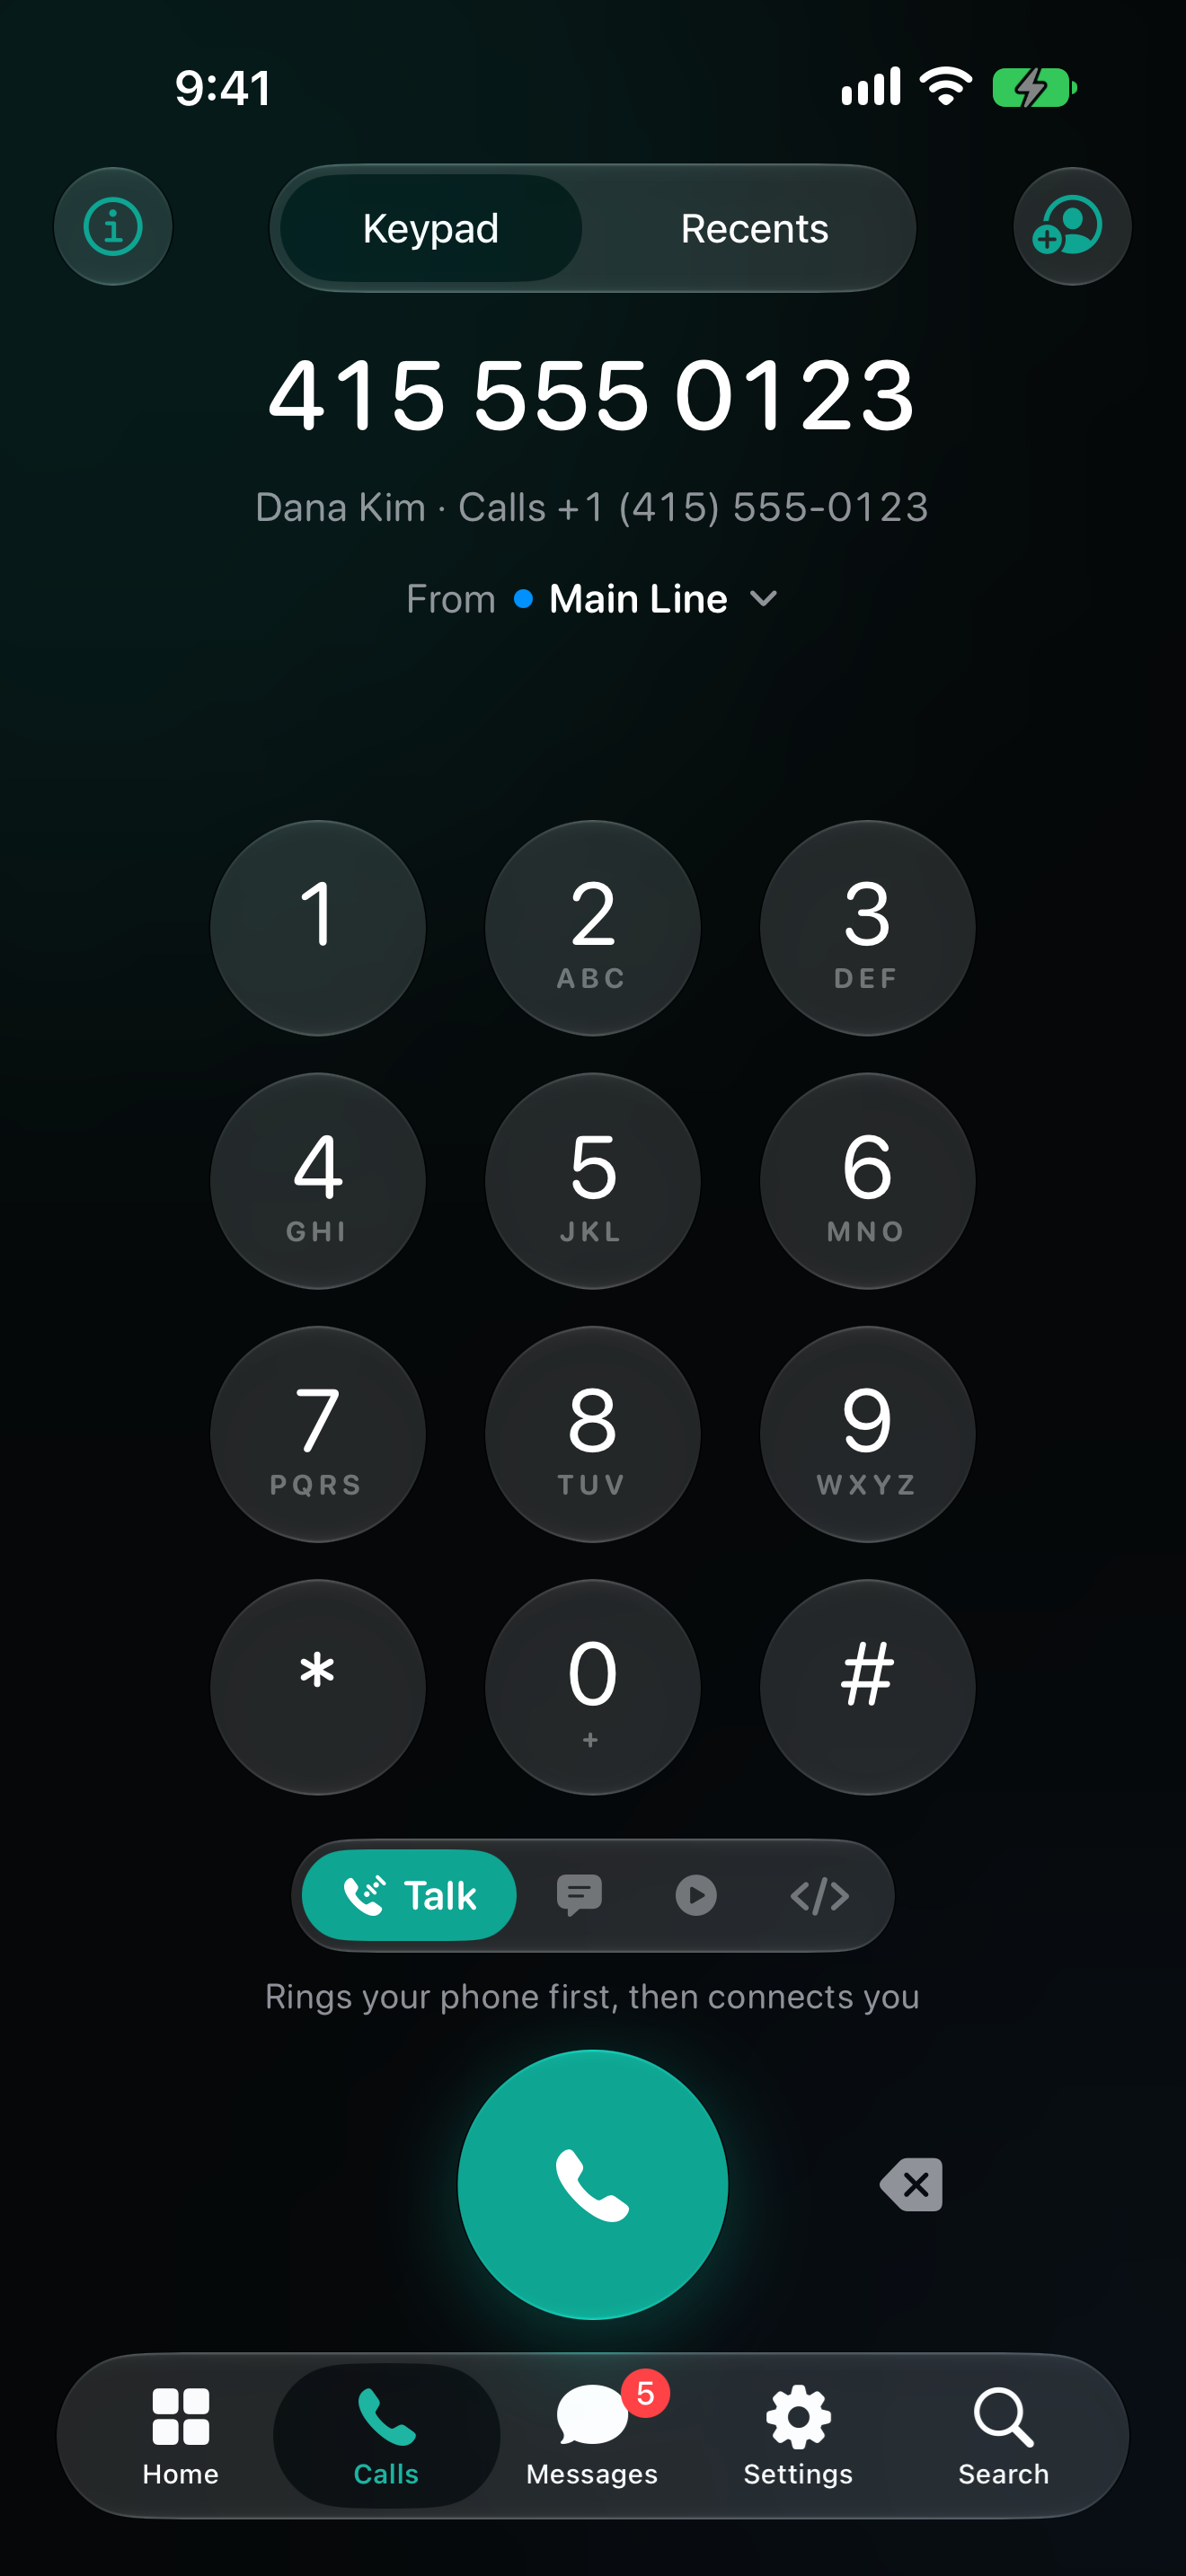 9:41
Keypad Recents
415 555 0123
Dana Kim · Calls +1 (415) 555-0123
From Main Line
1 2 3
ABC DEF
4 5 6
GHI JKL MNO
7 8 9
PQRS TUV WXYZ
* 0 #
+
Talk
Rings your phone first, then connects you
5
Home Calls Messages Settings Search